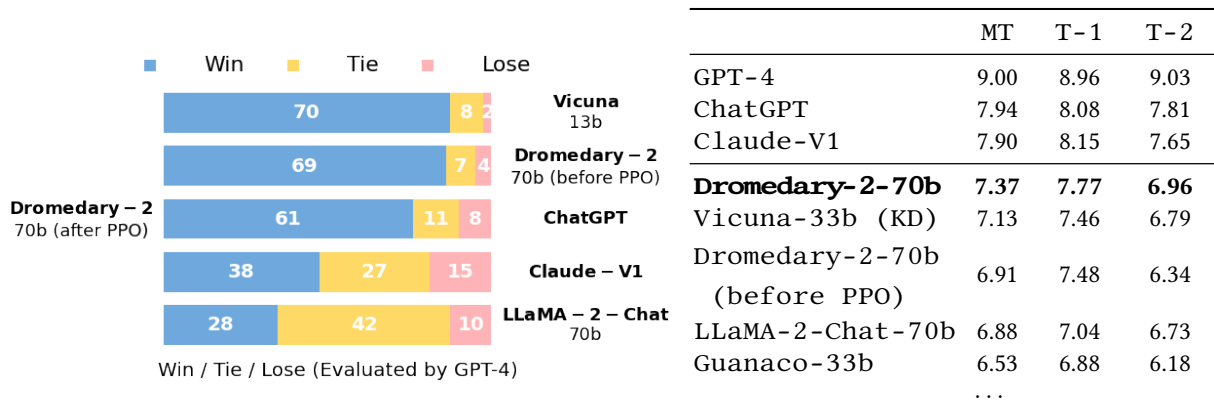 Win Tie Lose
70 8 2 Vicuna
13b
69 7 4 Dromedary – 2
70b (before PPO)
Dromedary – 2
70b (after PPO)
61 11 8 ChatGPT
38 27 15 Claude – V1
28 42 10 LLaMA – 2 – Chat
70b
Win / Tie / Lose (Evaluated by GPT-4)
MT T-1 T-2
GPT-4 9.00 8.96 9.03
ChatGPT 7.94 8.08 7.81
Claude-V1 7.90 8.15 7.65
Dromedary-2-70b 7.37 7.77 6.96
Vicuna-33b (KD) 7.13 7.46 6.79
Dromedary-2-70b
(before PPO) 6.91 7.48 6.34
LLaMA-2-Chat-70b 6.88 7.04 6.73
Guanaco-33b 6.53 6.88 6.18
...